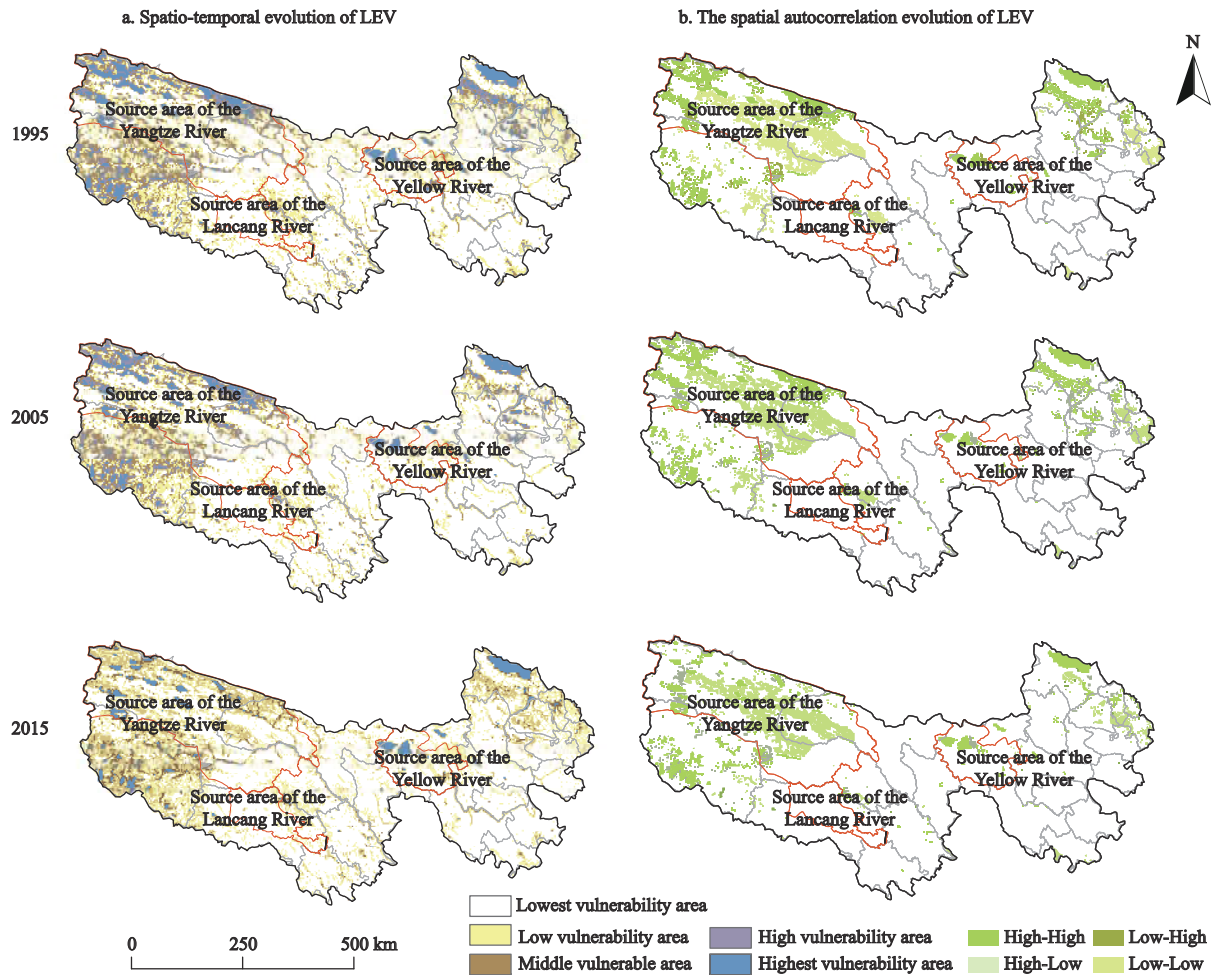 a. Spatio-temporal evolution of LEV
b. The spatial autocorrelation evolution of LEV
N
1995
Source area of the
Yangtze River
Source area of the
Yellow River
Source area of the
Lancang River
Source area of the
Yangtze River
Source area of the
Yellow River
Source area of the
Lancang River
2005
Source area of the
Yangtze River
Source area of the
Yellow River
Source area of the
Lancang River
Source area of the
Yangtze River
Source area of the
Yellow River
Source area of the
Lancang River
2015
Source area of the
Yangtze River
Source area of the
Yellow River
Source area of the
Lancang River
Source area of the
Yangtze River
Source area of the
Yellow River
Source area of the
Lancang River
0 250 500 km
Lowest vulnerability area
Low vulnerability area
Middle vulnerable area
High vulnerability area
Highest vulnerability area
High-High
High-Low
Low-High
Low-Low